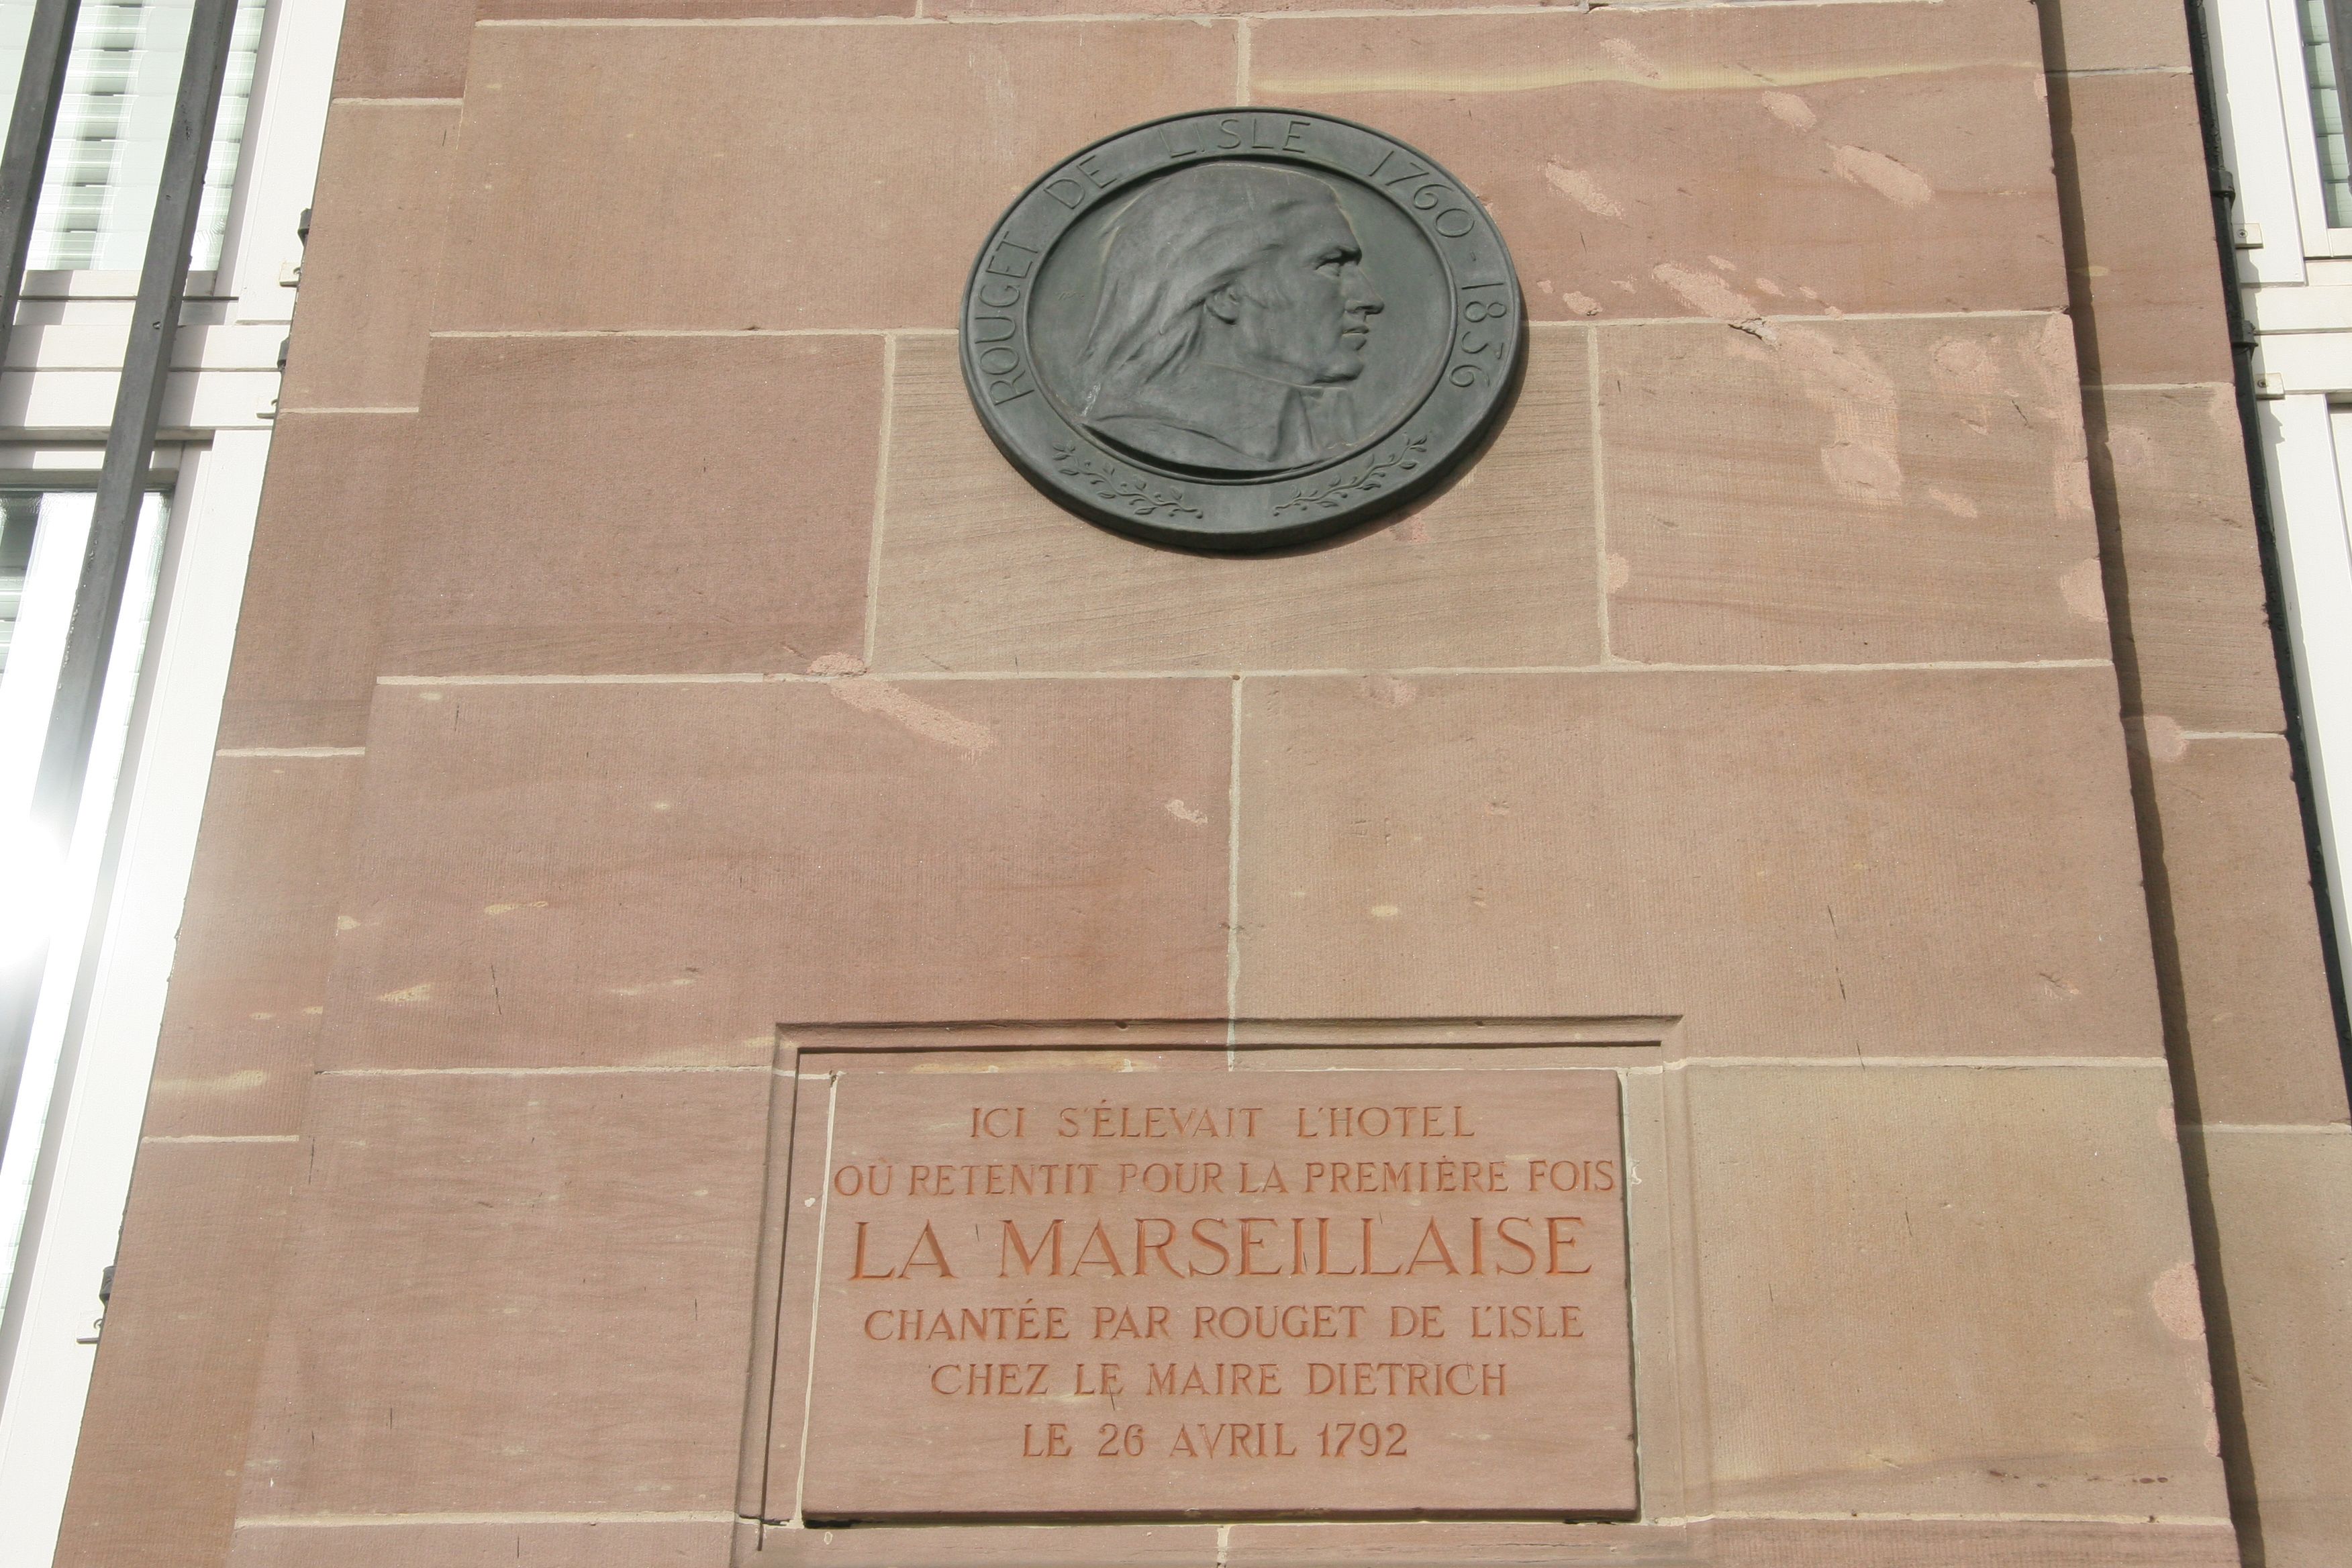 ROUGET DE LISLE 1760-1836
ICI S'ÉLEVAIT L'HOTEL
OÙ RETENTIT POUR LA PREMIÈRE FOIS
LA MARSEILLAISE
CHANTÉE PAR ROUGET DE L'ISLE
CHEZ LE MAIRE DIETRICH
LE 26 AVRIL 1792